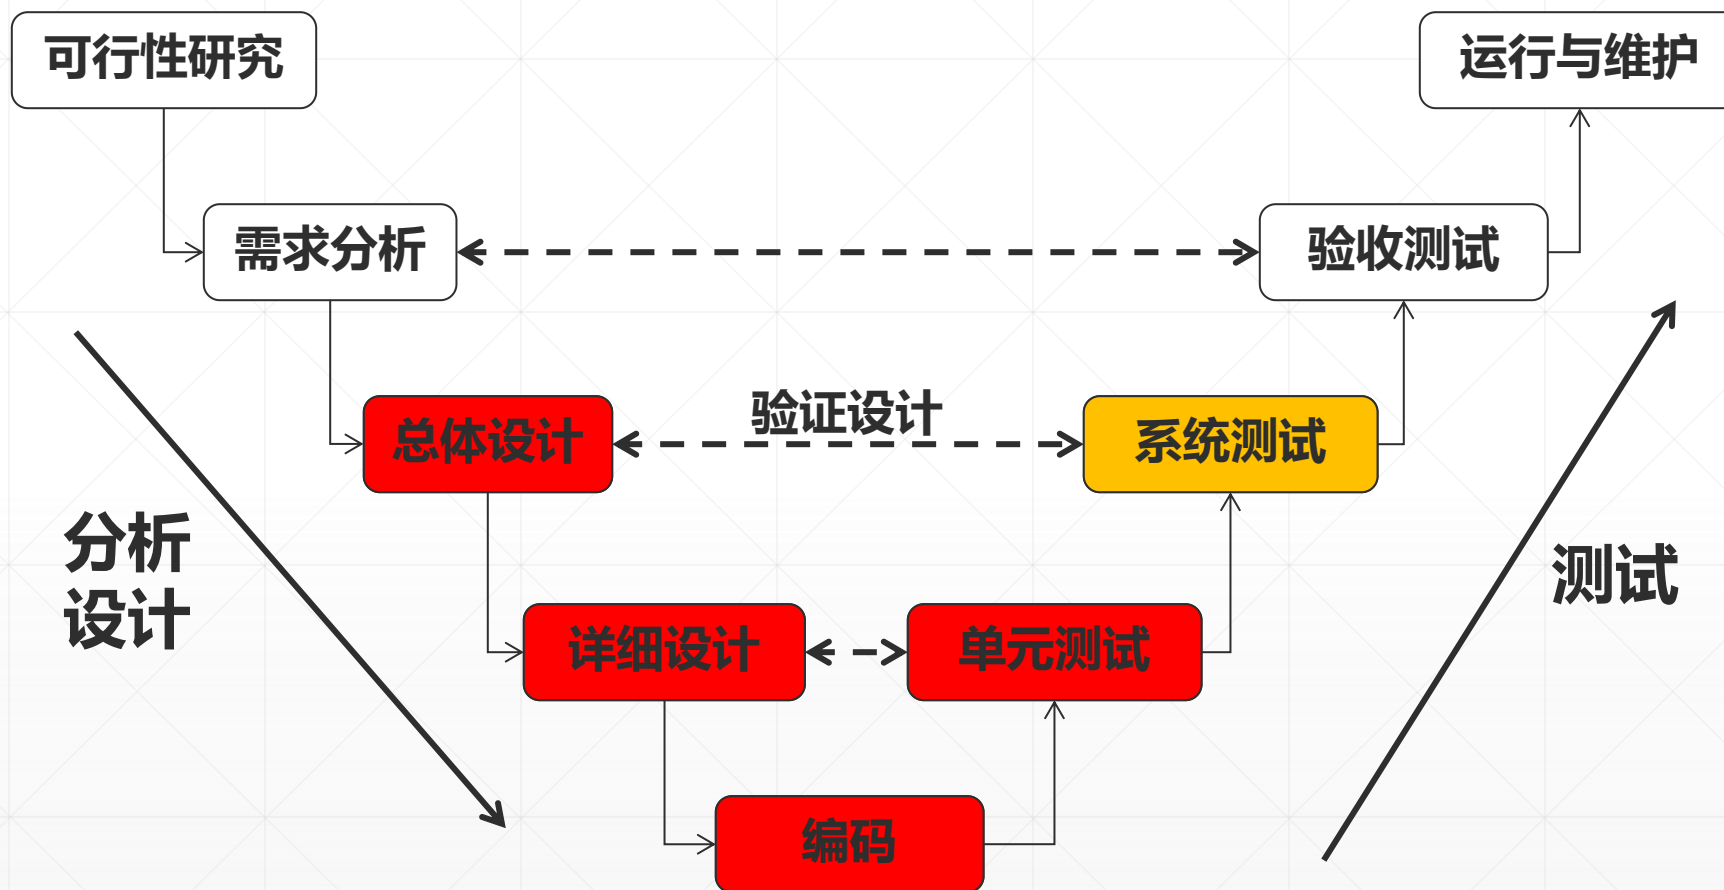 可行性研究
运行与维护
需求分析
验收测试
总体设计
验证设计
系统测试
分析
设计
测试
详细设计
单元测试
编码